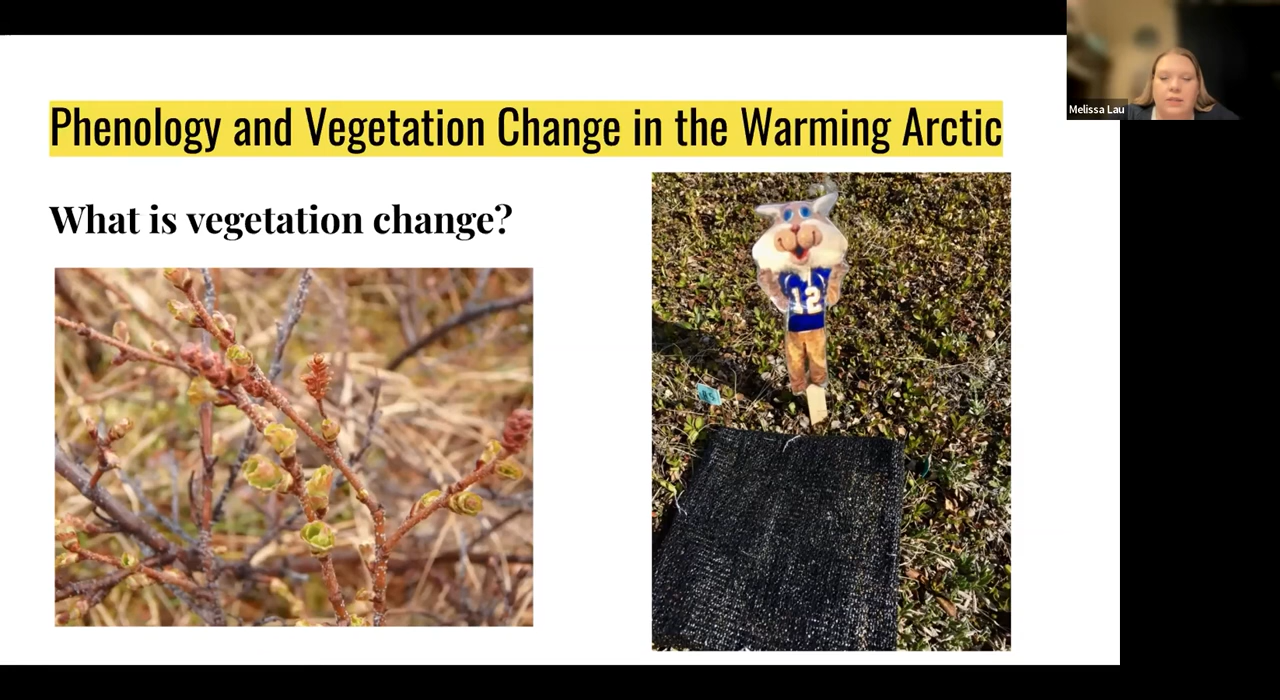 Phenology and Vegetation Change in the Warming Arctic
Melissa Lau
What is vegetation change?
12